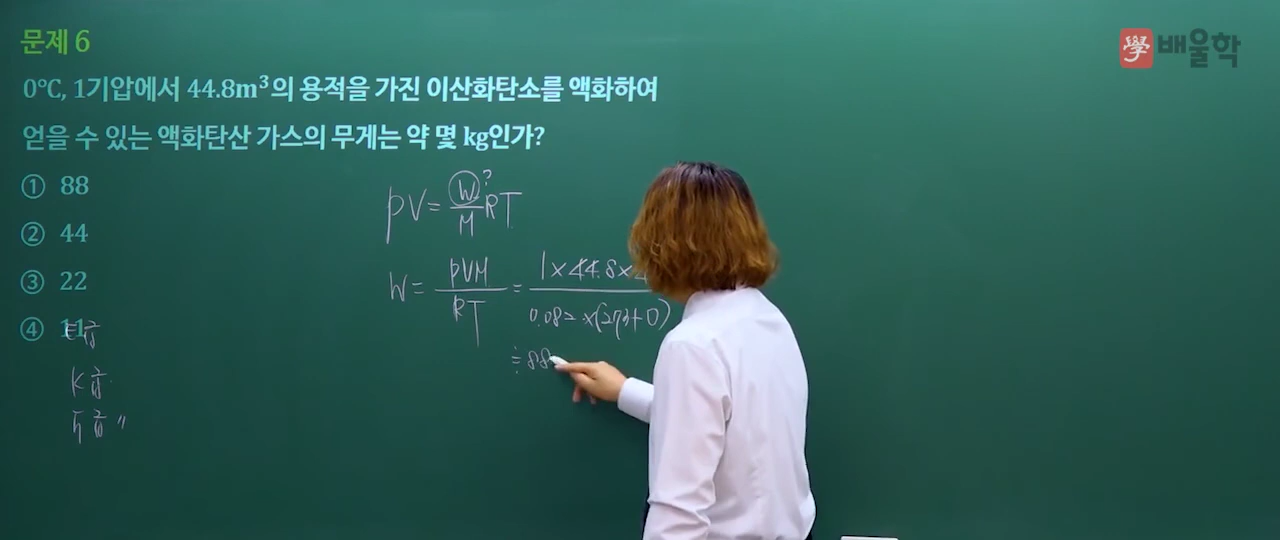 문제 6
學 배울학
0℃, 1기압에서 44.8m³의 용적을 가진 이산화탄소를 액화하여
얻을 수 있는 액화탄산 가스의 무게는 약 몇 kg인가?
① 88
② 44
③ 22
④ 11
PV = W?/M RT
W = PVM/RT = 1×44.8×4 / 0.082×(273+0)
≒ 88